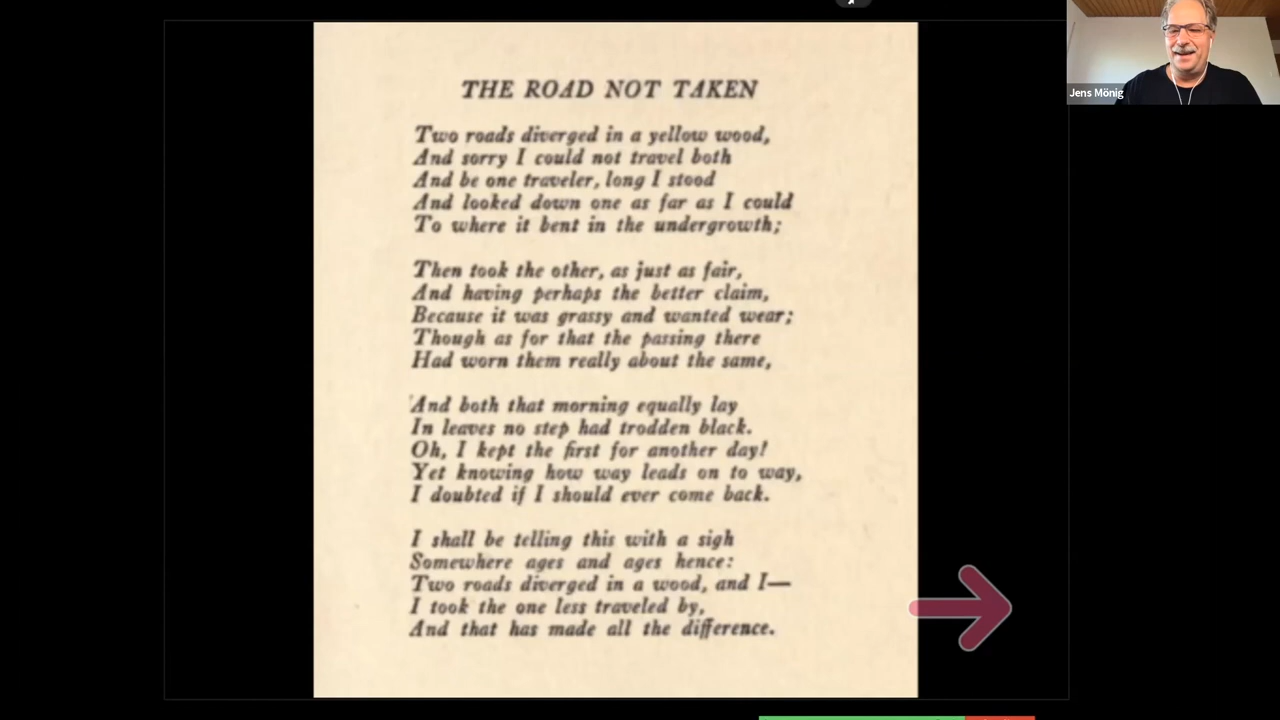 THE ROAD NOT TAKEN
Two roads diverged in a yellow wood,
And sorry I could not travel both
And be one traveler, long I stood
And looked down one as far as I could
To where it bent in the undergrowth;
Then took the other, as just as fair,
And having perhaps the better claim,
Because it was grassy and wanted wear;
Though as for that the passing there
Had worn them really about the same,
And both that morning equally lay
In leaves no step had trodden black.
Oh, I kept the first for another day!
Yet knowing how way leads on to way,
I doubted if I should ever come back.
I shall be telling this with a sigh
Somewhere ages and ages hence:
Two roads diverged in a wood, and I—
I took the one less traveled by,
And that has made all the difference.
Jens Mönig